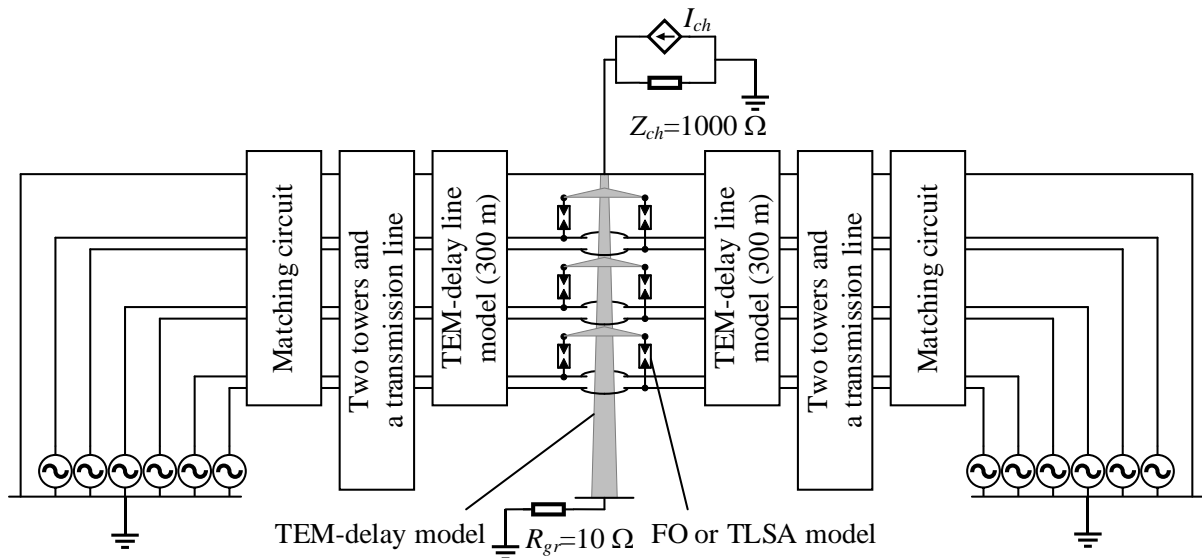 I_ch
Z_ch=1000 Ω
Matching circuit
Two towers and
a transmission line
TEM-delay line
model (300 m)
TEM-delay line
model (300 m)
Two towers and
a transmission line
Matching circuit
TEM-delay model
R_gr=10 Ω
FO or TLSA model